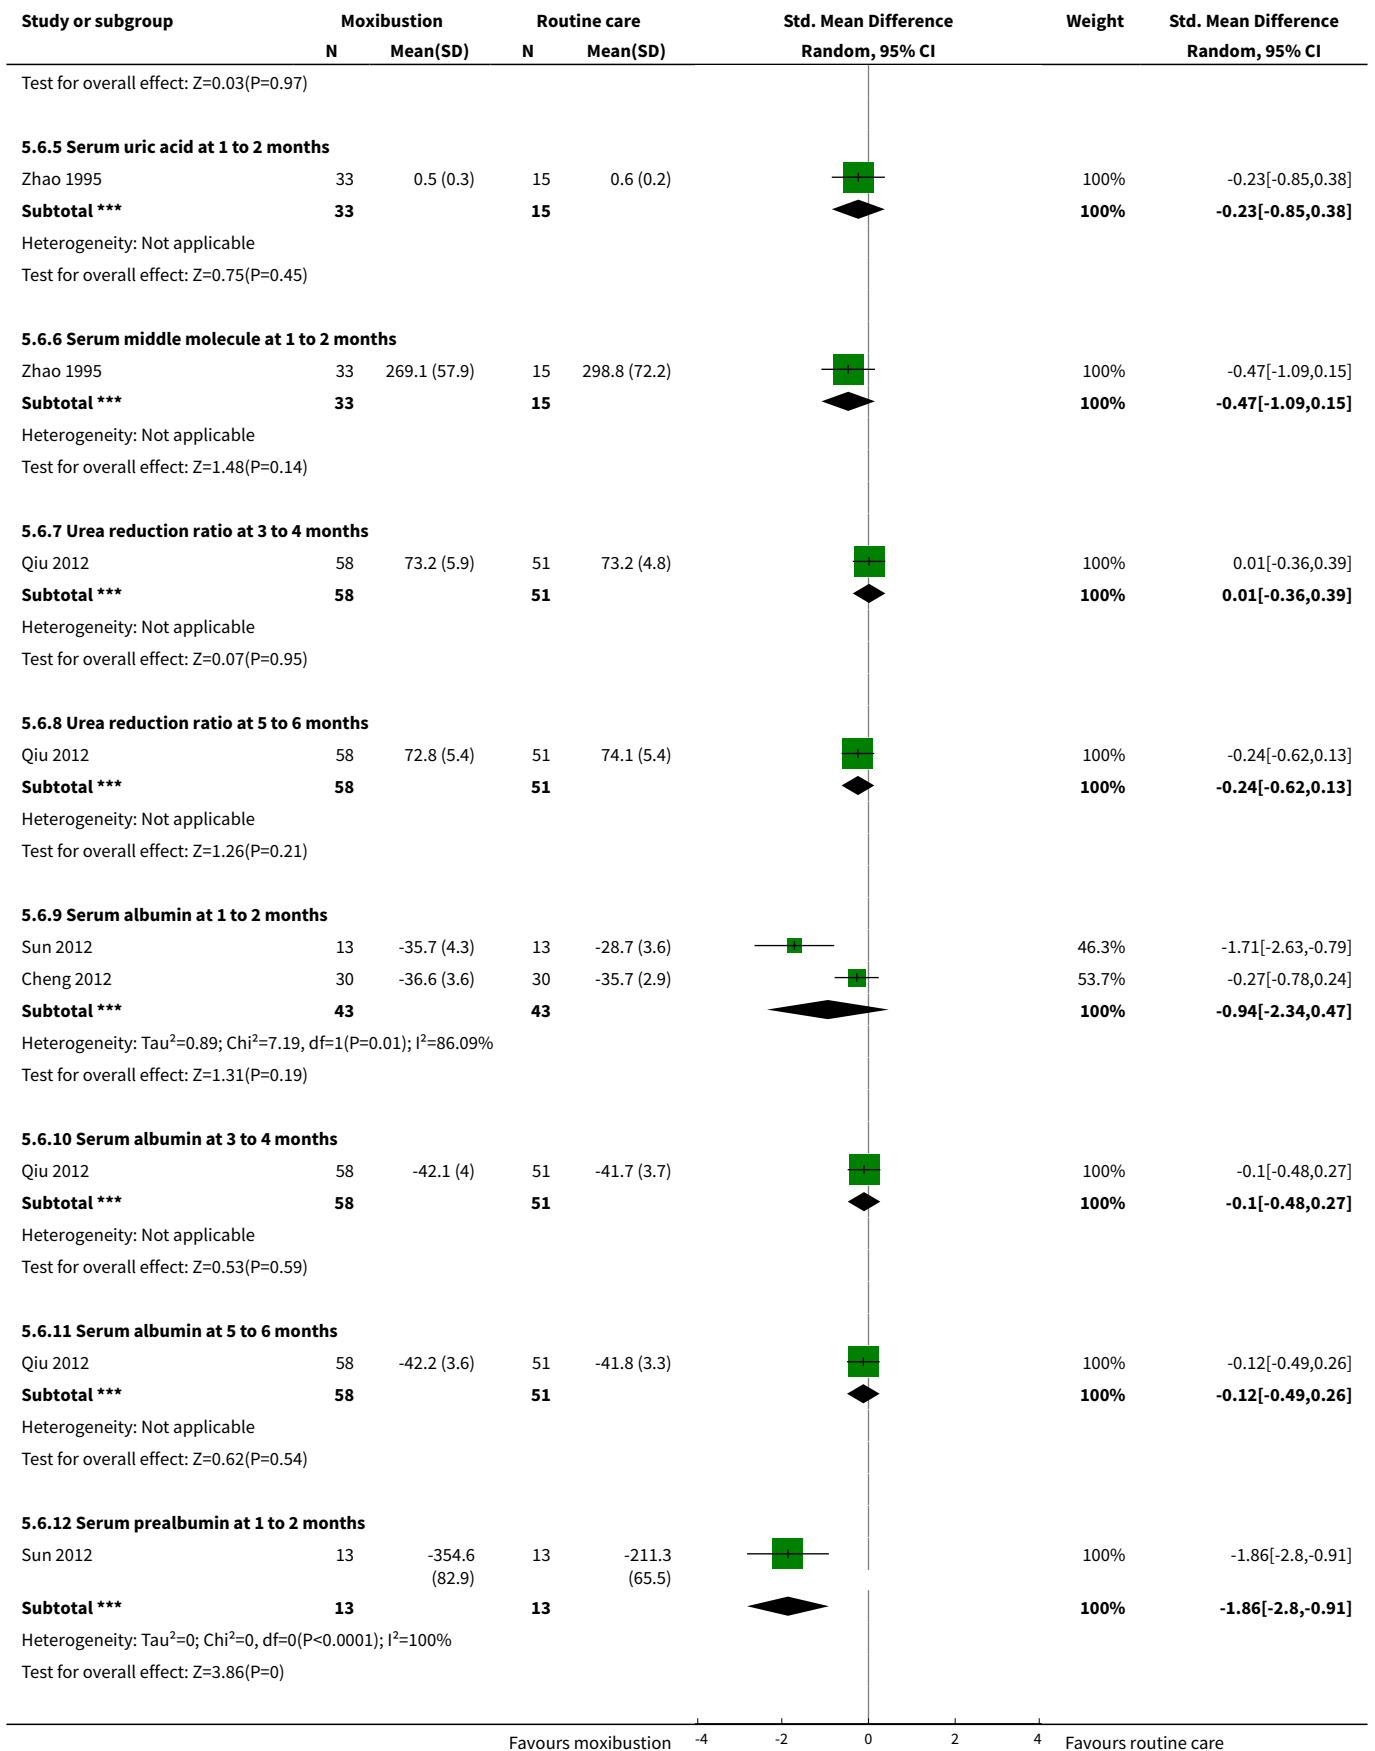 Study or subgroup Moxibustion Routine care Std. Mean Difference Weight Std. Mean Difference
N Mean(SD) N Mean(SD) Random, 95% CI Random, 95% CI
Test for overall effect: Z=0.03(P=0.97)
5.6.5 Serum uric acid at 1 to 2 months
Zhao 1995 33 0.5 (0.3) 15 0.6 (0.2) 100% -0.23[-0.85,0.38]
Subtotal *** 33 15 100% -0.23[-0.85,0.38]
Heterogeneity: Not applicable
Test for overall effect: Z=0.75(P=0.45)
5.6.6 Serum middle molecule at 1 to 2 months
Zhao 1995 33 269.1 (57.9) 15 298.8 (72.2) 100% -0.47[-1.09,0.15]
Subtotal *** 33 15 100% -0.47[-1.09,0.15]
Heterogeneity: Not applicable
Test for overall effect: Z=1.48(P=0.14)
5.6.7 Urea reduction ratio at 3 to 4 months
Qiu 2012 58 73.2 (5.9) 51 73.2 (4.8) 100% 0.01[-0.36,0.39]
Subtotal *** 58 51 100% 0.01[-0.36,0.39]
Heterogeneity: Not applicable
Test for overall effect: Z=0.07(P=0.95)
5.6.8 Urea reduction ratio at 5 to 6 months
Qiu 2012 58 72.8 (5.4) 51 74.1 (5.4) 100% -0.24[-0.62,0.13]
Subtotal *** 58 51 100% -0.24[-0.62,0.13]
Heterogeneity: Not applicable
Test for overall effect: Z=1.26(P=0.21)
5.6.9 Serum albumin at 1 to 2 months
Sun 2012 13 -35.7 (4.3) 13 -28.7 (3.6) 46.3% -1.71[-2.63,-0.79]
Cheng 2012 30 -36.6 (3.6) 30 -35.7 (2.9) 53.7% -0.27[-0.78,0.24]
Subtotal *** 43 43 100% -0.94[-2.34,0.47]
Heterogeneity: Tau²=0.89; Chi²=7.19, df=1(P=0.01); I²=86.09%
Test for overall effect: Z=1.31(P=0.19)
5.6.10 Serum albumin at 3 to 4 months
Qiu 2012 58 -42.1 (4) 51 -41.7 (3.7) 100% -0.1[-0.48,0.27]
Subtotal *** 58 51 100% -0.1[-0.48,0.27]
Heterogeneity: Not applicable
Test for overall effect: Z=0.53(P=0.59)
5.6.11 Serum albumin at 5 to 6 months
Qiu 2012 58 -42.2 (3.6) 51 -41.8 (3.3) 100% -0.12[-0.49,0.26]
Subtotal *** 58 51 100% -0.12[-0.49,0.26]
Heterogeneity: Not applicable
Test for overall effect: Z=0.62(P=0.54)
5.6.12 Serum prealbumin at 1 to 2 months
Sun 2012 13 -354.6 13 -211.3 100% -1.86[-2.8,-0.91]
(82.9) (65.5)
Subtotal *** 13 13 100% -1.86[-2.8,-0.91]
Heterogeneity: Tau²=0; Chi²=0, df=0(P<0.0001); I²=100%
Test for overall effect: Z=3.86(P=0)
Favours moxibustion -4 -2 0 2 4 Favours routine care